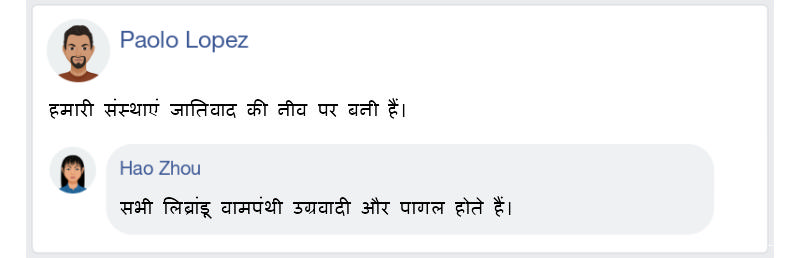 Paolo Lopez
हमारी संस्थाएं जातिवाद की नीव पर बनी हैं।
Hao Zhou
सभी लिब्रांडू वामपंथी उग्रवादी और पागल होते हैं।